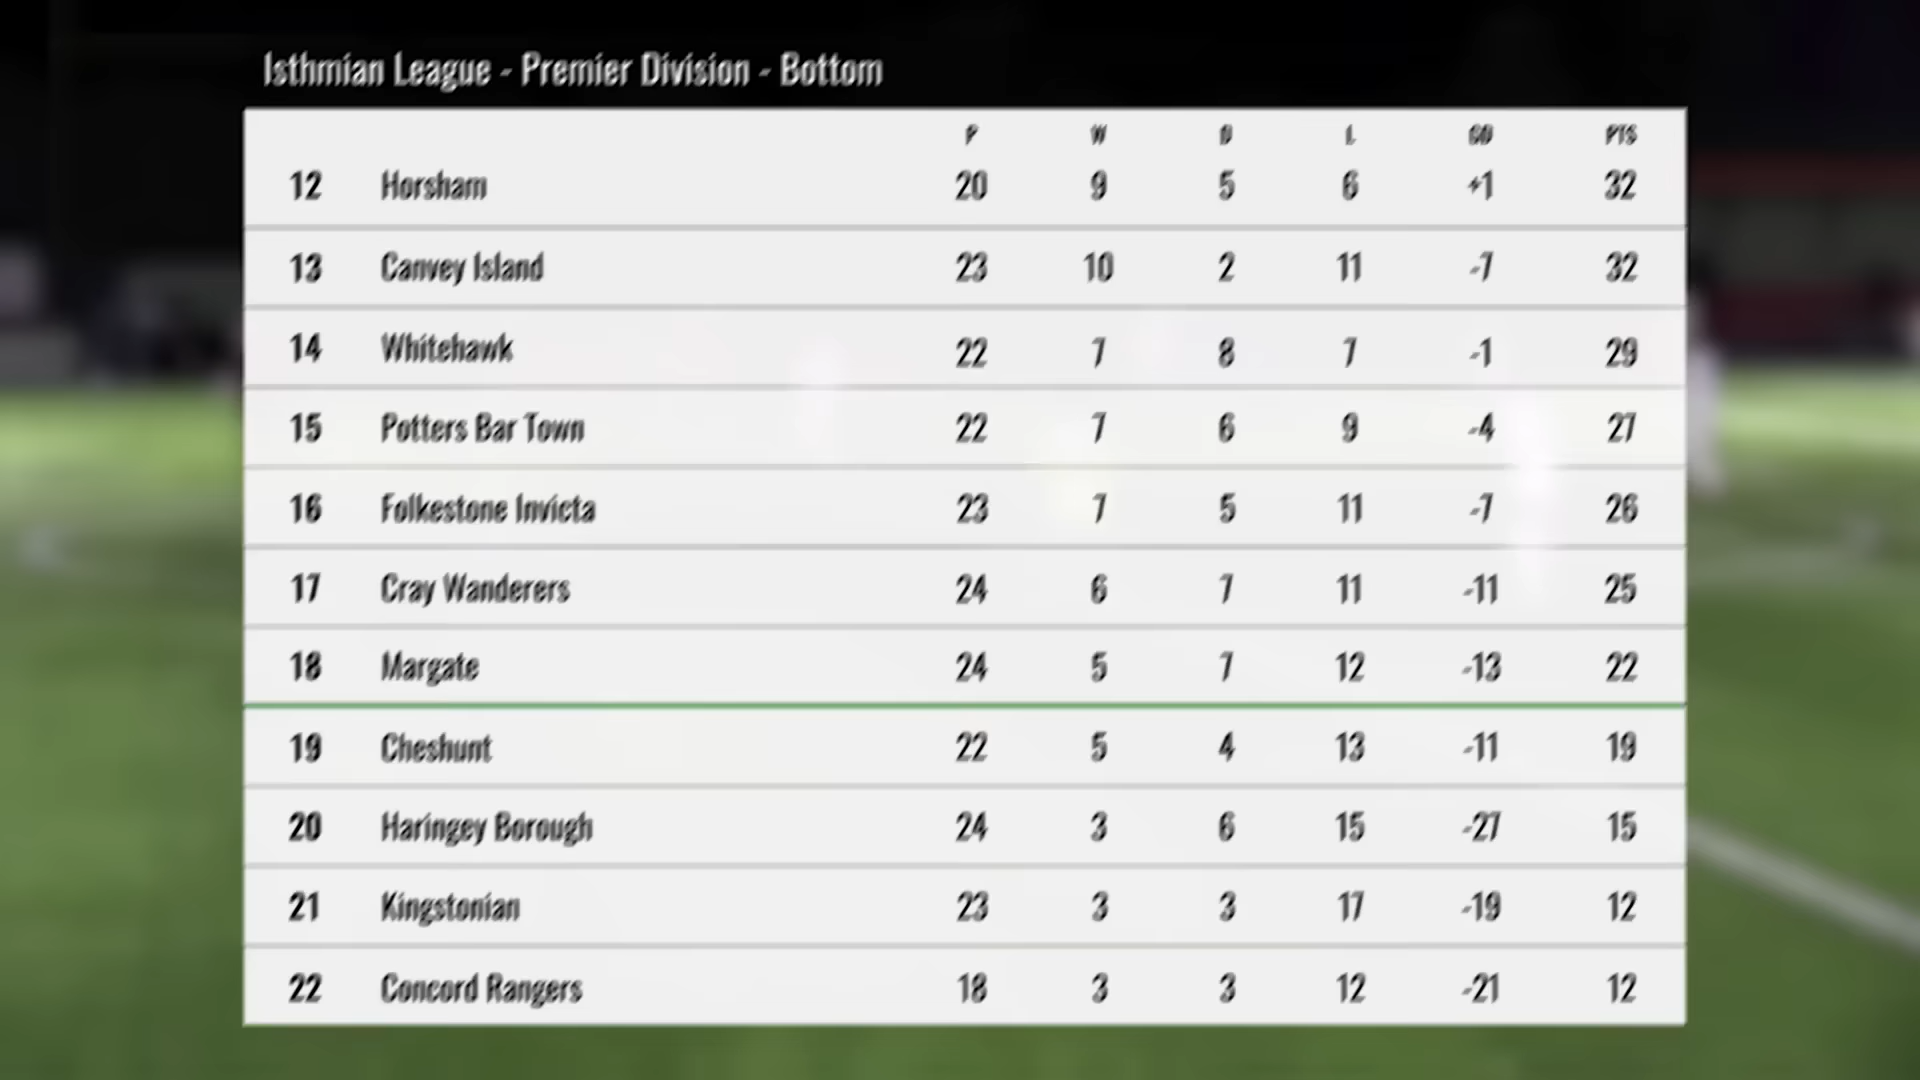 Isthmian League - Premier Division - Bottom
P W D L GD PTS
12 Horsham 20 9 5 6 +1 32
13 Canvey Island 23 10 2 11 -7 32
14 Whitehawk 22 7 8 7 -1 29
15 Potters Bar Town 22 7 6 9 -4 27
16 Folkestone Invicta 23 7 5 11 -7 26
17 Cray Wanderers 24 6 7 11 -11 25
18 Margate 24 5 7 12 -13 22
19 Cheshunt 22 5 4 13 -11 19
20 Haringey Borough 24 3 6 15 -27 15
21 Kingstonian 23 3 3 17 -19 12
22 Concord Rangers 18 3 3 12 -21 12